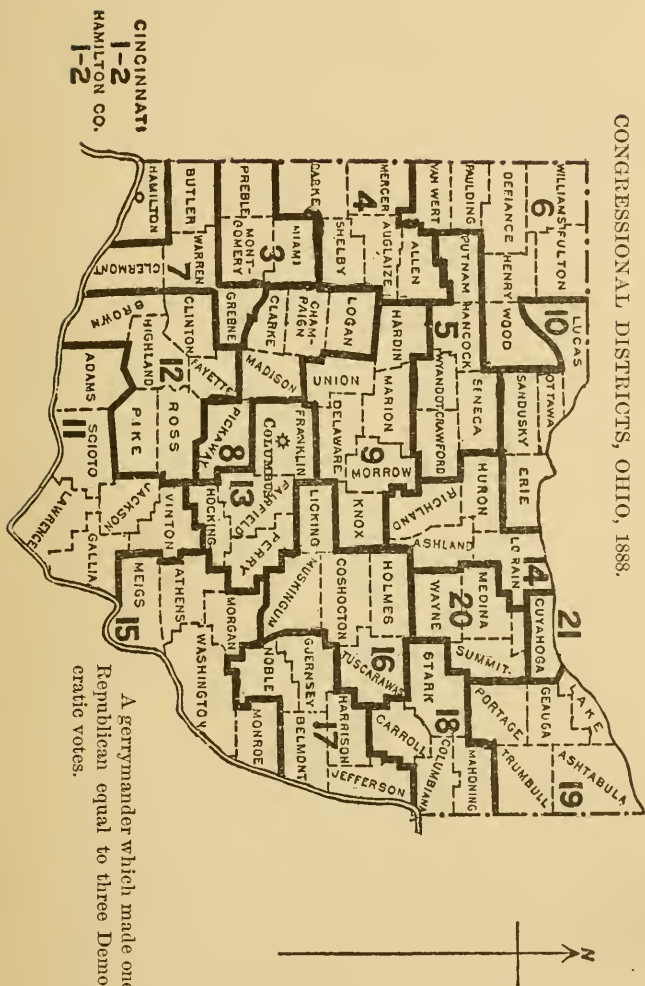 CONGRESSIONAL DISTRICTS, OHIO, 1888.
WILLIAMS
FULTON
6
DEFIANCE
HENRY
WOOD
LUCAS
10
OTTAWA
SANDUSKY
ERIE
PAULDING
PUTNAM
HANCOCK
SENECA
HURON
LORAIN
14
CUYAHOGA
21
LAKE
GEAUGA
ASHTABULA
19
VAN WERT
ALLEN
5
WYANDOT
CRAWFORD
RICHLAND
ASHLAND
MEDINA
20
WAYNE
SUMMIT
PORTAGE
TRUMBULL
MAHONING
MERCER
4
AUGLAIZE
HARDIN
MARION
9
MORROW
KNOX
HOLMES
STARK
18
COLUMBIANA
CARROLL
SHELBY
LOGAN
UNION
DELAWARE
LICKING
COSHOCTON
16
TUSCARAWAS
HARRISON
JEFFERSON
DARKE
MIAMI
3
CHAM-
PAIGN
CLARKE
MADISON
FRANKLIN
COLUMBUS
FAIRFIELD
13
PERRY
MUSKINGUM
GUERNSEY
17
BELMONT
PREBLE
MONT-
GOMERY
GREENE
FAYETTE
PICKAWAY
8
HOCKING
MORGAN
NOBLE
MONROE
BUTLER
WARREN
7
CLINTON
HIGHLAND
12
ROSS
VINTON
ATHENS
WASHINGTON
HAMILTON
CLERMONT
BROWN
ADAMS
11
PIKE
SCIOTO
JACKSON
GALLIA
LAWRENCE
MEIGS
15
CINCINNATI
1-2
HAMILTON CO.
1-2
N
A gerrymander which made one
Republican equal to three Demo
cratic votes.